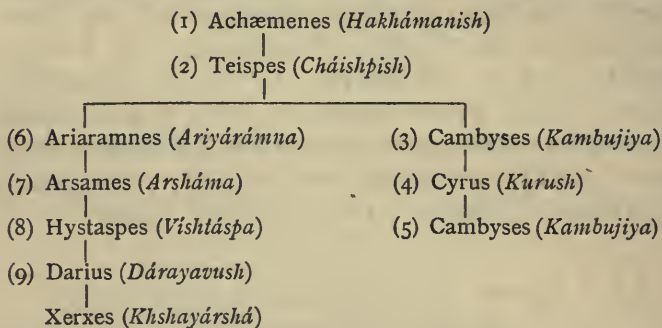 (1) Achæmenes (Hakhámanish)
(2) Teispes (Cháishpish)
(6) Ariaramnes (Ariyárámna) (3) Cambyses (Kambujiya)
(7) Arsames (Arsháma) (4) Cyrus (Kurush)
(8) Hystaspes (Víshtáspa) (5) Cambyses (Kambujiya)
(9) Darius (Dárayavush)
Xerxes (Khshayárshá)